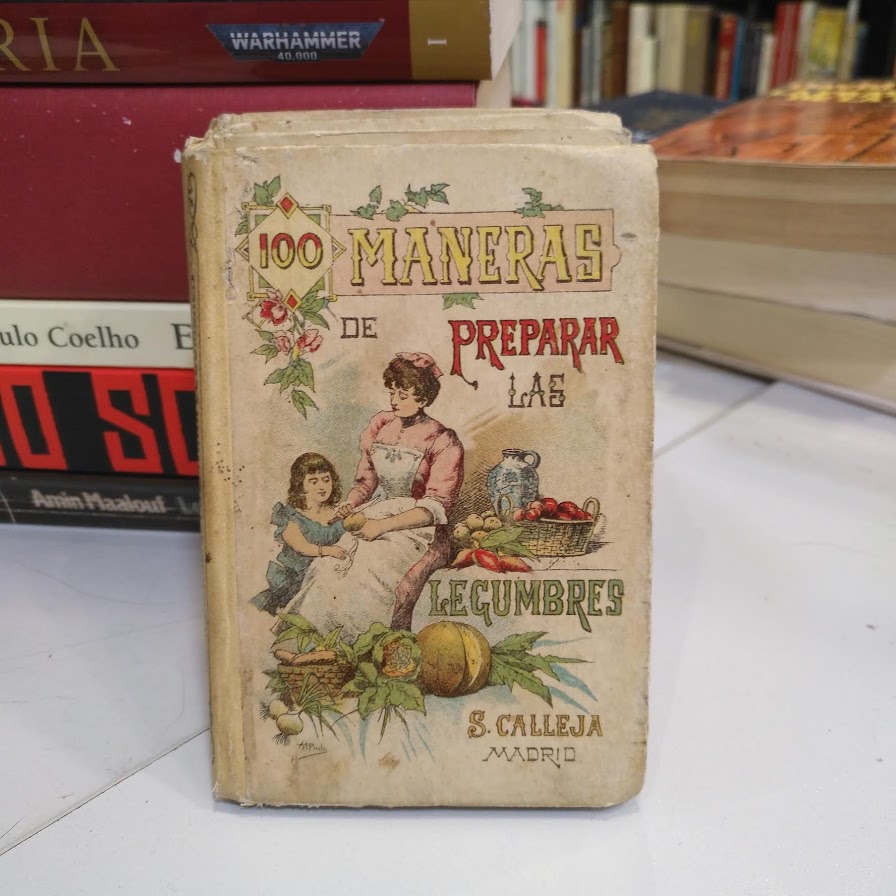 RIA
WARHAMMER
40.000
I
ulo Coelho
E
Amin Maalouf
100 MANERAS
DE PREPARAR
LAS
LEGUMBRES
S. CALLEJA
MADRID